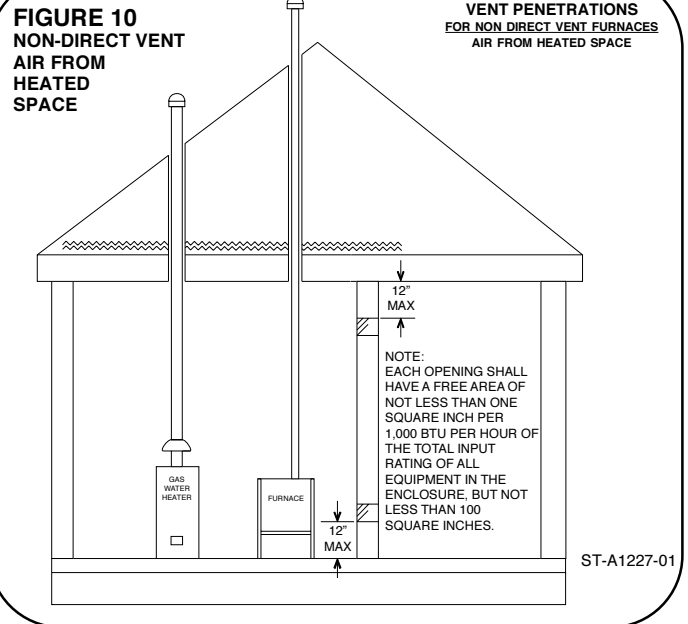 FIGURE 10
NON-DIRECT VENT
AIR FROM
HEATED
SPACE
VENT PENETRATIONS
FOR NON DIRECT VENT FURNACES
AIR FROM HEATED SPACE
12"
MAX
NOTE:
EACH OPENING SHALL
HAVE A FREE AREA OF
NOT LESS THAN ONE
SQUARE INCH PER
1,000 BTU PER HOUR OF
THE TOTAL INPUT
RATING OF ALL
EQUIPMENT IN THE
ENCLOSURE, BUT NOT
LESS THAN 100
SQUARE INCHES.
GAS
WATER
HEATER
FURNACE
12"
MAX
ST-A1227-01